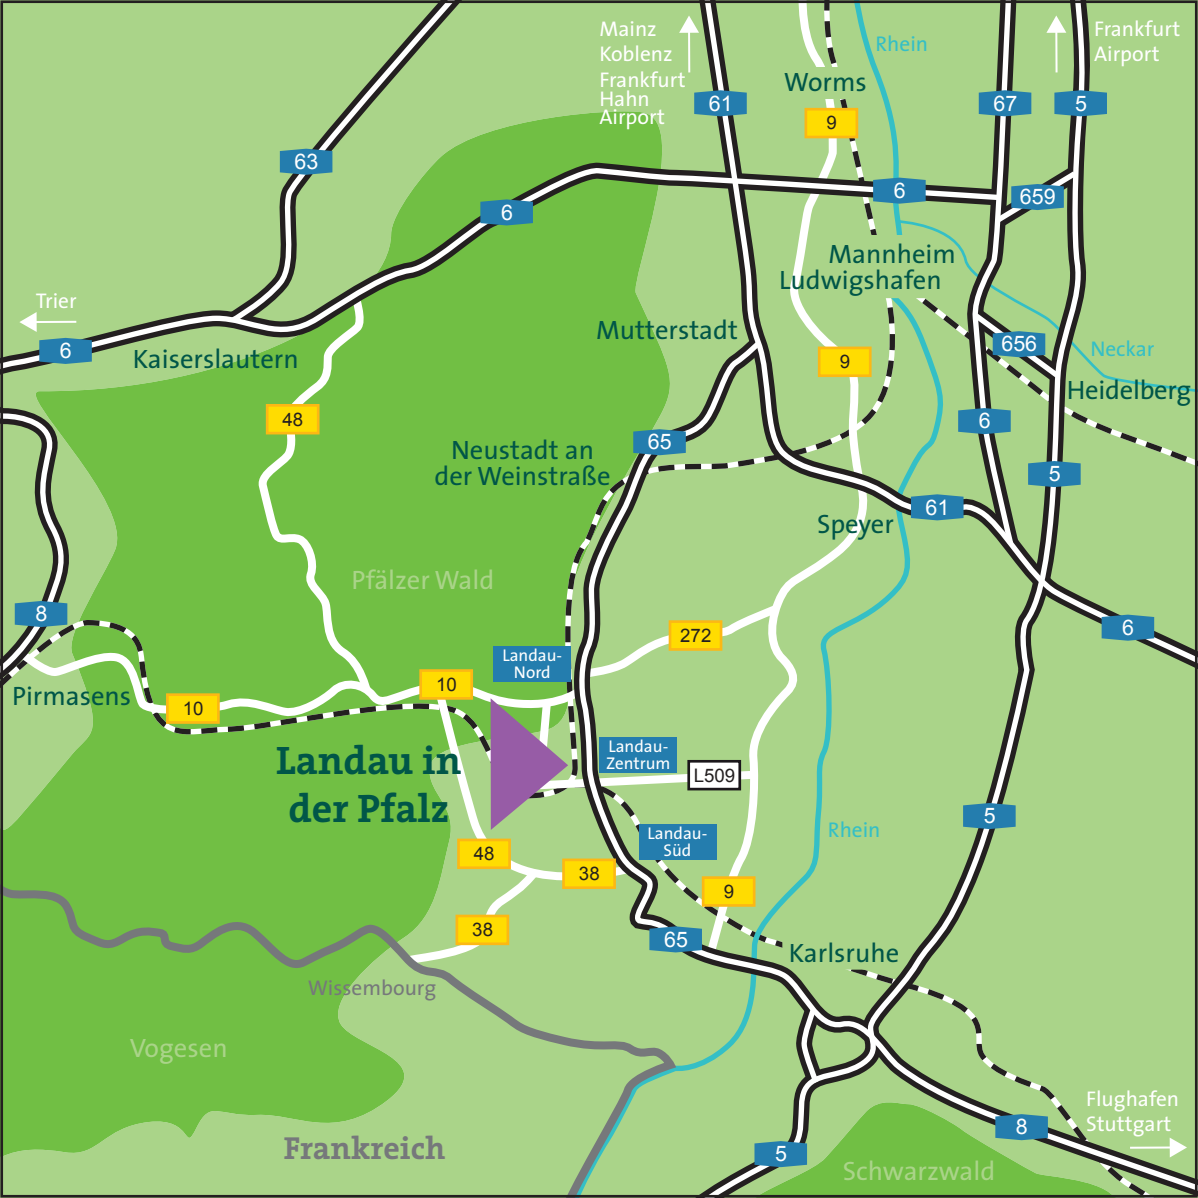 Mainz
Koblenz
Frankfurt
Hahn
Airport
Rhein
Frankfurt
Airport
Worms
61
67
5
9
63
6
6
659
Mannheim
Ludwigshafen
Trier
6
Kaiserslautern
Mutterstadt
656
Neckar
9
Heidelberg
48
6
65
Neustadt an
der Weinstraße
5
61
Speyer
Pfälzer Wald
8
6
272
Landau-
Nord
10
Pirmasens
10
Landau in
der Pfalz
Landau-
Zentrum
L509
5
Rhein
Landau-
Süd
48
38
9
38
65
Karlsruhe
Wissembourg
Vogesen
Flughafen
Stuttgart
8
Frankreich
5
Schwarzwald